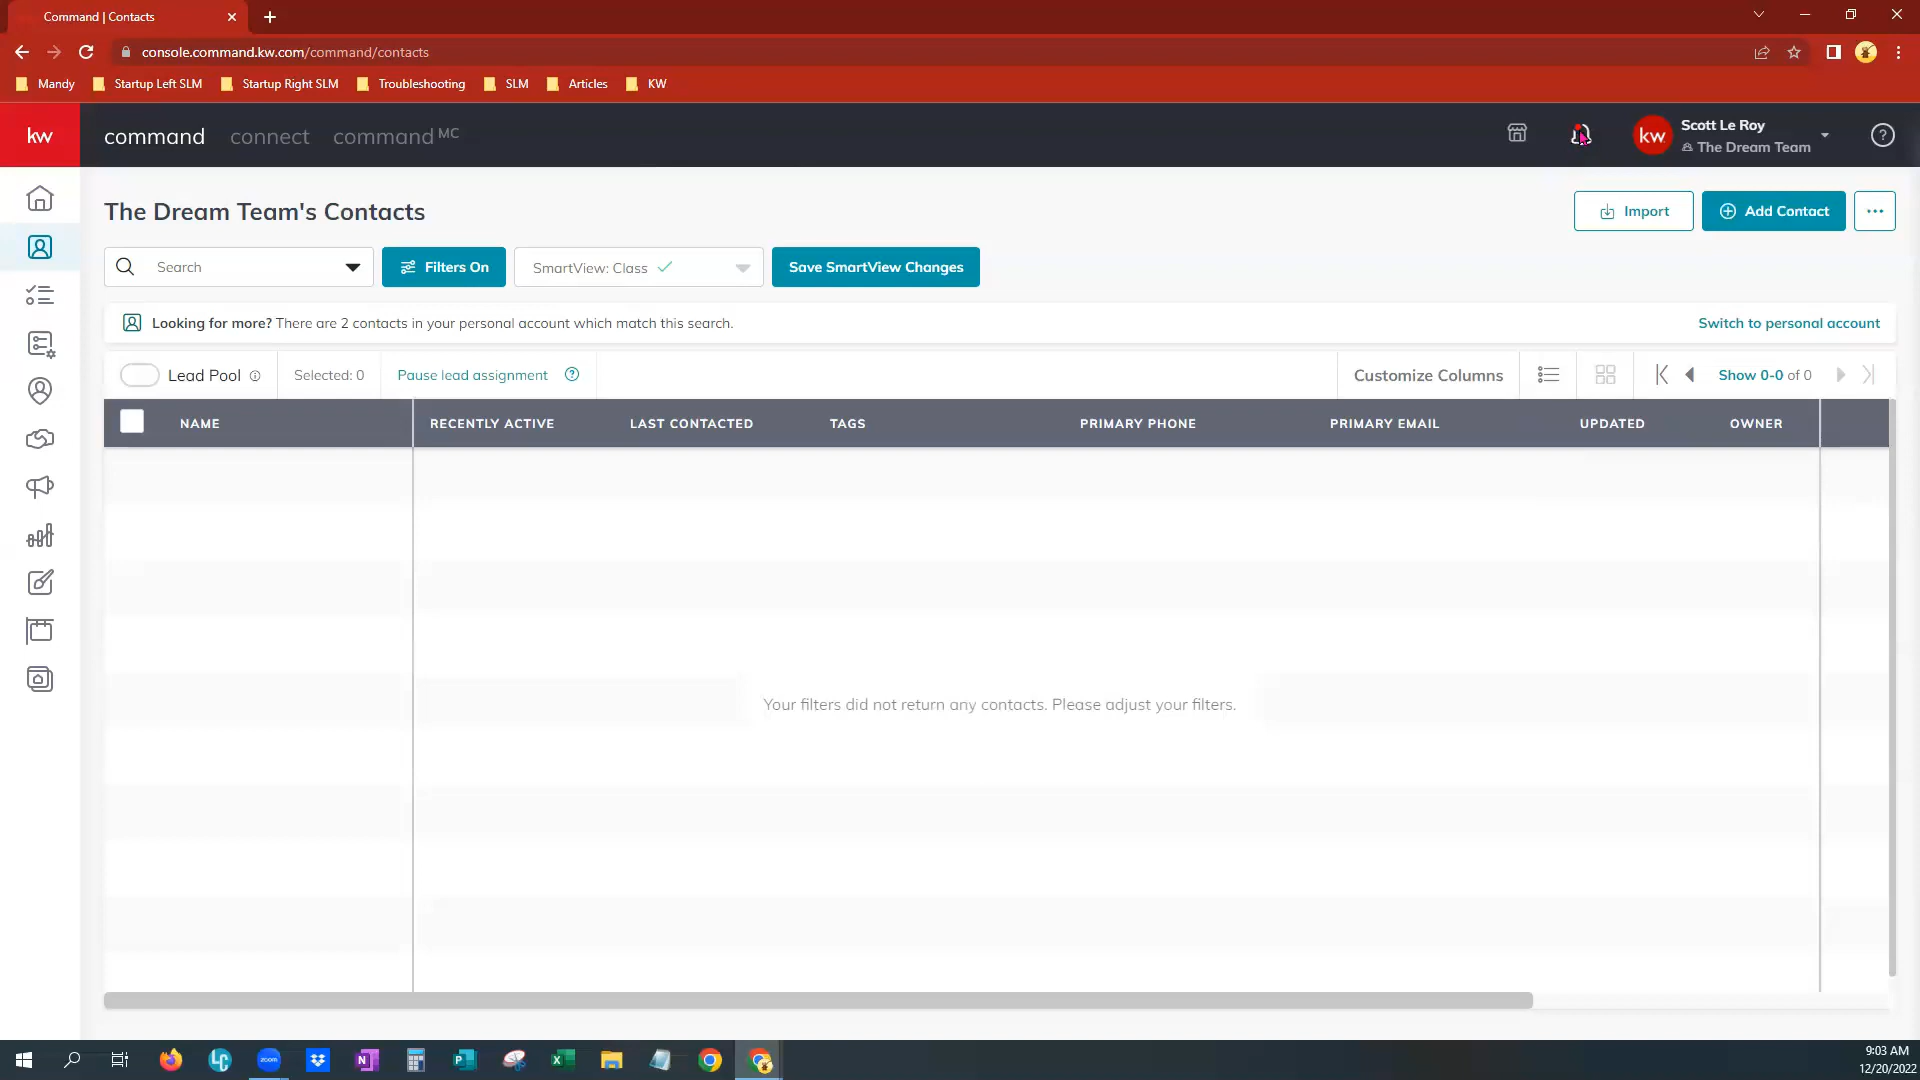 Command | Contacts
console.command.kw.com/command/contacts
Mandy Startup Left SLM Startup Right SLM Troubleshooting SLM Articles KW
kw command connect command MC kw Scott Le Roy
The Dream Team
The Dream Team's Contacts Import Add Contact
Search Filters On SmartView: Class Save SmartView Changes
Looking for more? There are 2 contacts in your personal account which match this search. Switch to personal account
Lead Pool Selected: 0 Pause lead assignment Customize Columns Show 0-0 of 0
NAME RECENTLY ACTIVE LAST CONTACTED TAGS PRIMARY PHONE PRIMARY EMAIL UPDATED OWNER
Your filters did not return any contacts. Please adjust your filters.
LC zoom N P X
9:03 AM
12/20/2022